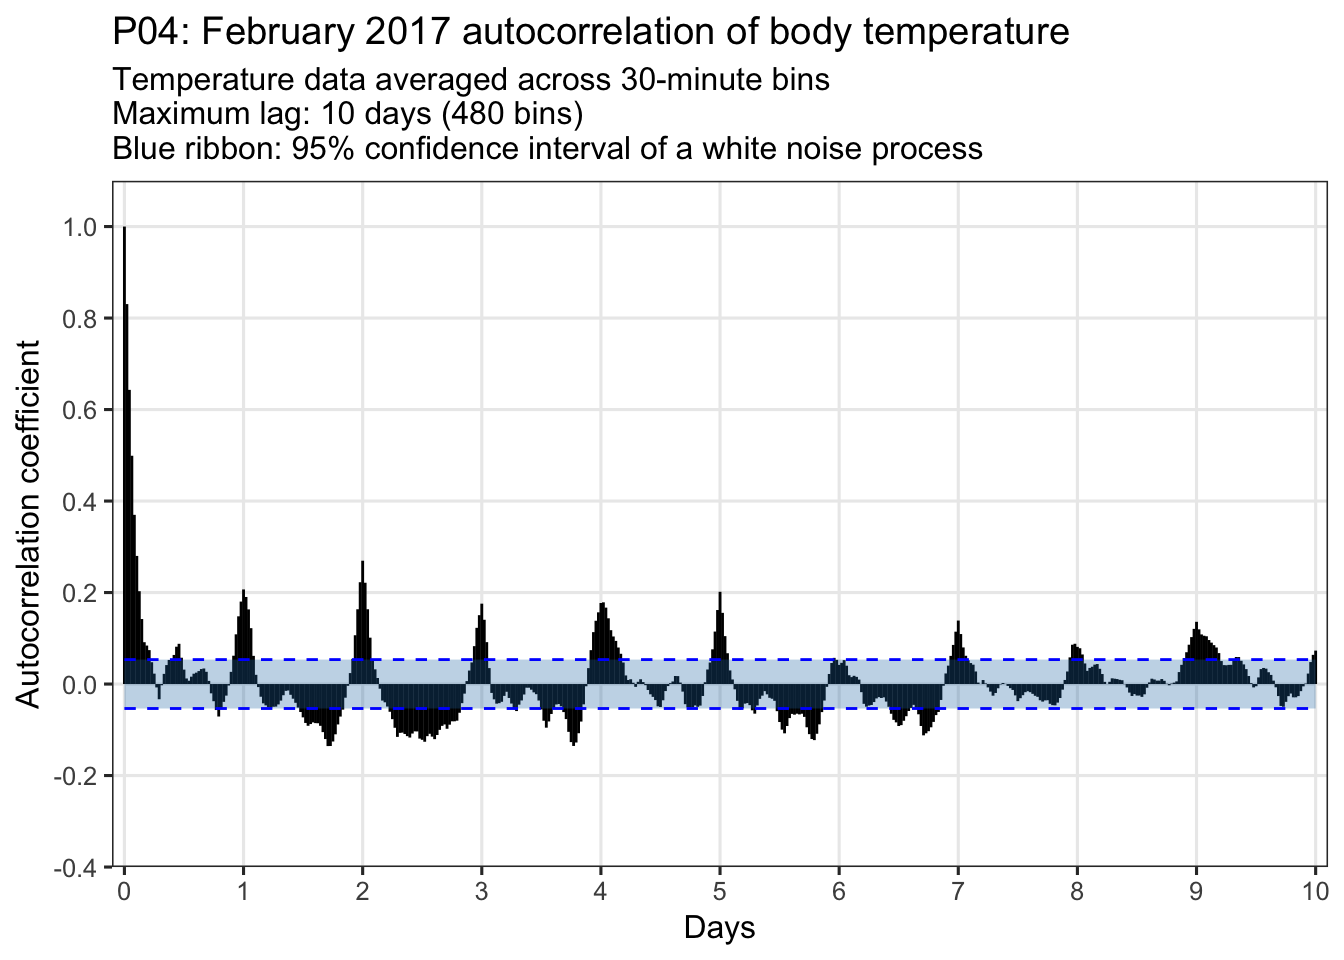 P04: February 2017 autocorrelation of body temperature
Temperature data averaged across 30-minute bins
Maximum lag: 10 days (480 bins)
Blue ribbon: 95% confidence interval of a white noise process
Autocorrelation coefficient
1.0
0.8
0.6
0.4
0.2
0.0
-0.2
-0.4
0 1 2 3 4 5 6 7 8 9 10
Days